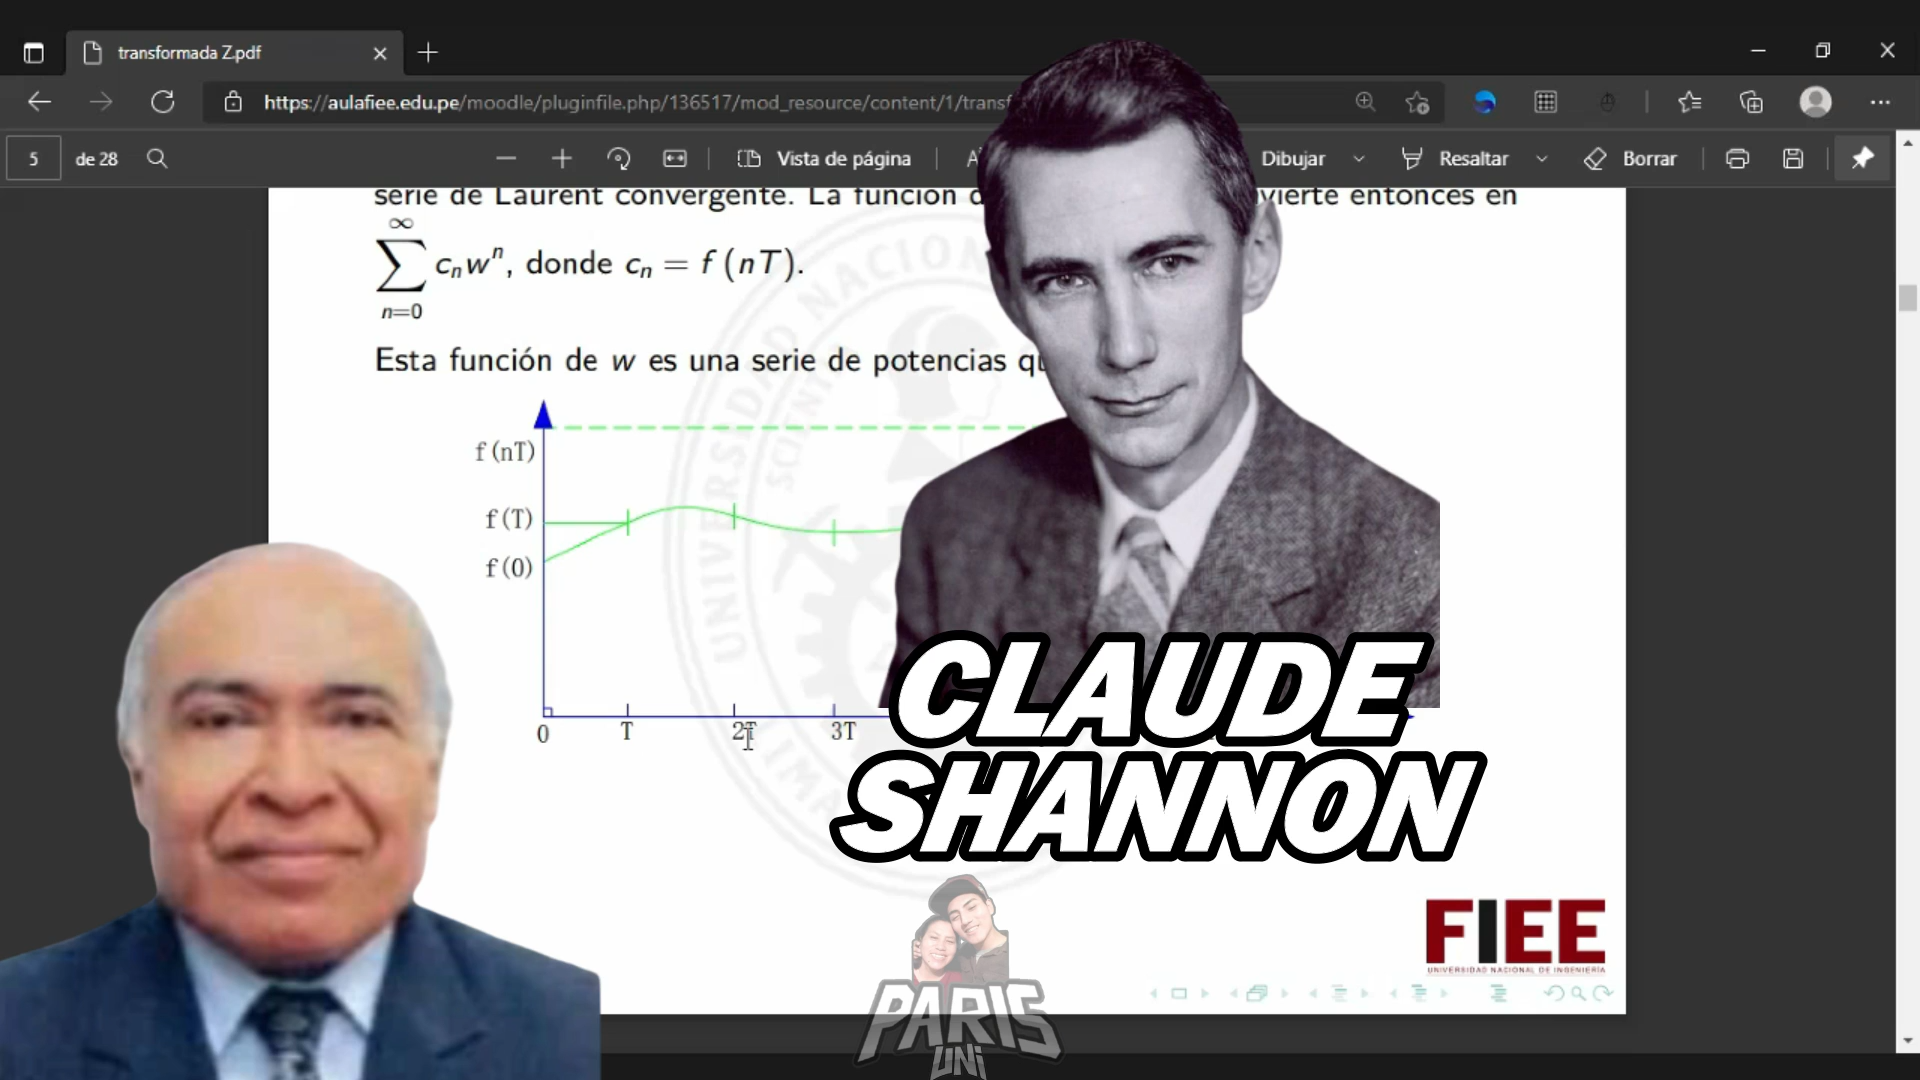 transformada Z.pdf
https://aulafiee.edu.pe/moodle/pluginfile.php/136517/mod_resource/content/1/transf
5 de 28
Vista de página
Dibujar
Resaltar
Borrar
serie de Laurent convergente. La función
entonces en
∞
∑ cₙwⁿ, donde cₙ = f (nT).
n=0
Esta función de w es una serie de potencias
f(nT)
f(T)
f(0)
0 T 2T 3T
UNIVERSIDAD NACION
SCIENTI
CLAUDE
SHANNON
FIEE
UNIVERSIDAD NACIONAL DE INGENIERÍA
PARIS
UNi